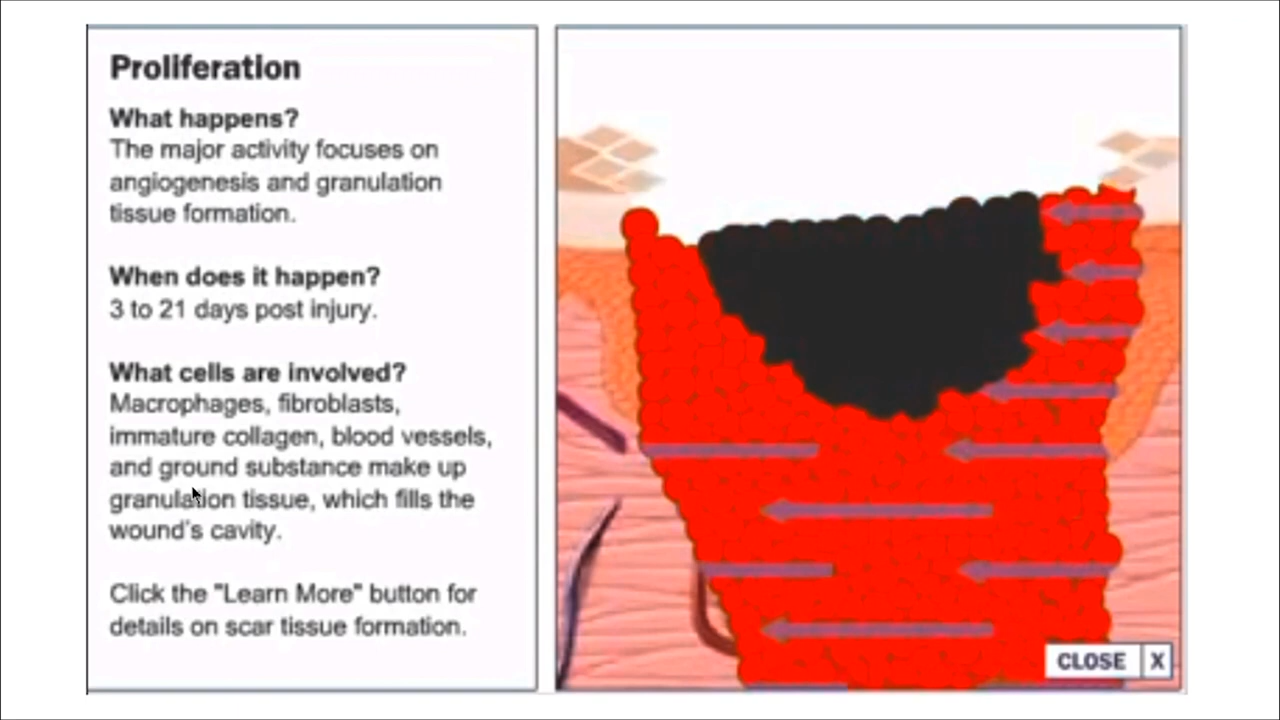 Proliferation
What happens?
The major activity focuses on
angiogenesis and granulation
tissue formation.
When does it happen?
3 to 21 days post injury.
What cells are involved?
Macrophages, fibroblasts,
immature collagen, blood vessels,
and ground substance make up
granulation tissue, which fills the
wound's cavity.
Click the "Learn More" button for
details on scar tissue formation.
CLOSE X